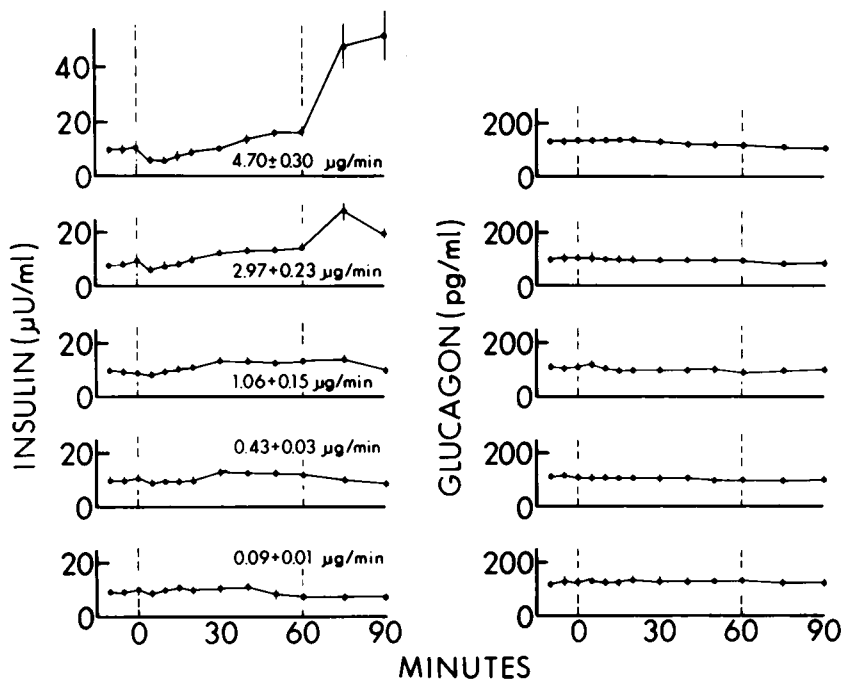 INSULIN (µU/ml)
40
20
0
4.70±0.30 µg/min
20
0
2.97+0.23 µg/min
20
0
1.06+0.15 µg/min
20
0
0.43+0.03 µg/min
20
0
0.09+0.01 µg/min
0 30 60 90
GLUCAGON (pg/ml)
200
0
200
0
200
0
200
0
200
0
0 30 60 90
MINUTES